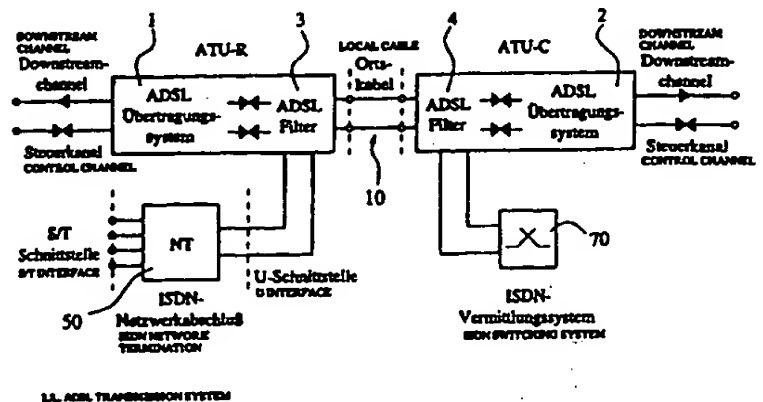 DOWNSTREAM
CHANNEL
Downstream-
channel
1
ATU-R
3
LOCAL CABLE
Orts-
kabel
4
ATU-C
2
DOWNSTREAM
CHANNEL
Downstream-
channel
ADSL
Übertragungs-
system
ADSL
Filter
ADSL
Filter
ADSL
Übertragungs-
system
Steuerkanal
CONTROL CHANNEL
10
Steuerkanal
CONTROL CHANNEL
S/T
Schnittstelle
S/T INTERFACE
NT
50
U-Schnittstelle
U INTERFACE
70
ISDN-
Netzwerkabschluß
ISDN NETWORK
TERMINATION
ISDN-
Vermittlungssystem
ISDN SWITCHING SYSTEM
1,2... ADSL TRANSMISSION SYSTEM